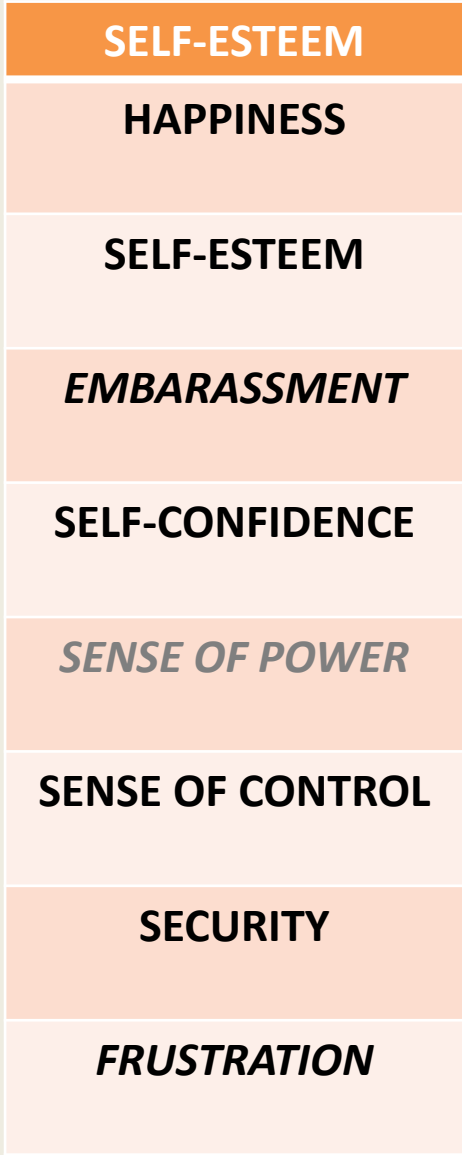 SELF-ESTEEM
HAPPINESS
SELF-ESTEEM
EMBARASSMENT
SELF-CONFIDENCE
SENSE OF POWER
SENSE OF CONTROL
SECURITY
FRUSTRATION